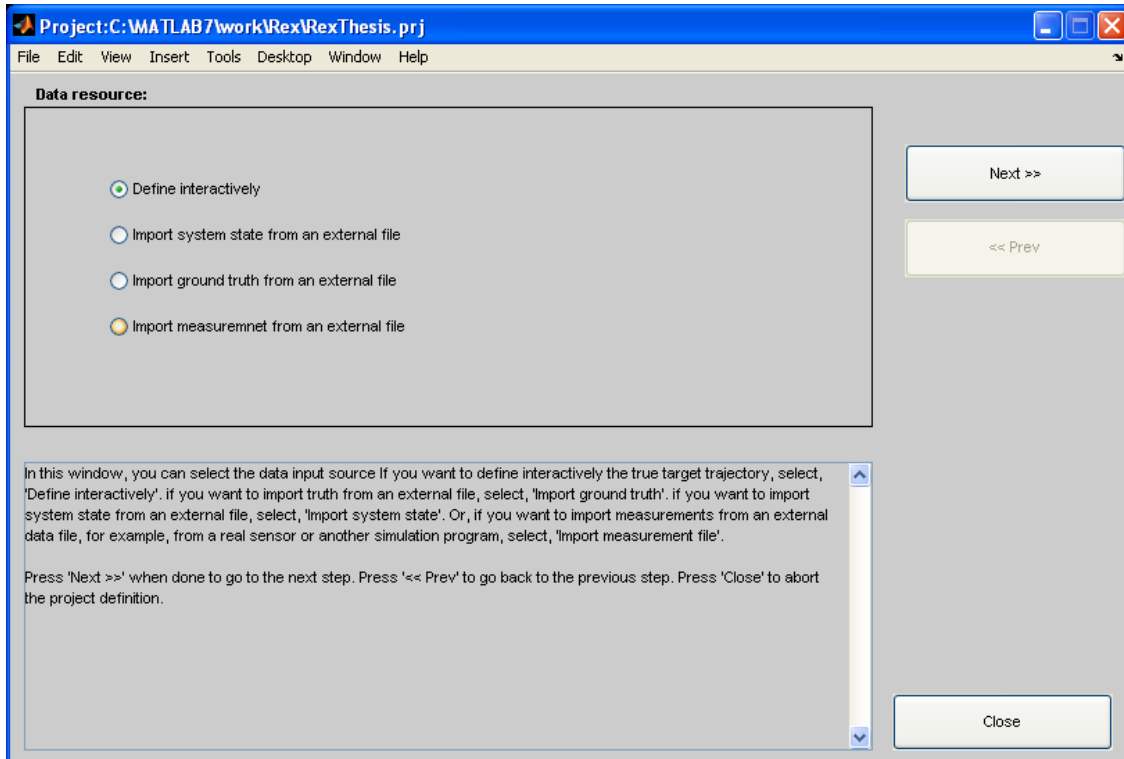 Project:C:\MATLAB7\work\Rex\RexThesis.prj
File Edit View Insert Tools Desktop Window Help
Data resource:
Define interactively
Import system state from an external file
Import ground truth from an external file
Import measuremnet from an external file
Next >>
<< Prev
In this window, you can select the data input source If you want to define interactively the true target trajectory, select,
'Define interactively'. if you want to import truth from an external file, select, 'Import ground truth'. if you want to import
system state from an external file, select, 'Import system state'. Or, if you want to import measurements from an external
data file, for example, from a real sensor or another simulation program, select, 'Import measurement file'.
Press 'Next >>' when done to go to the next step. Press '<< Prev' to go back to the previous step. Press 'Close' to abort
the project definition.
Close